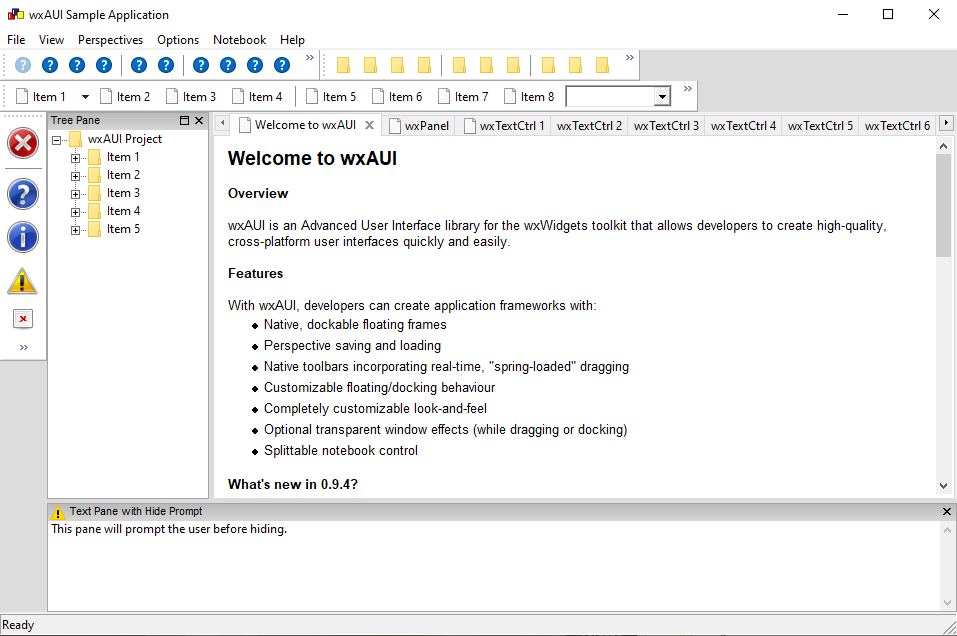 wxAUI Sample Application
File View Perspectives Options Notebook Help
Item 1 Item 2 Item 3 Item 4 Item 5 Item 6 Item 7 Item 8
Tree Pane
wxAUI Project
Item 1
Item 2
Item 3
Item 4
Item 5
Welcome to wxAUI wxPanel wxTextCtrl 1 wxTextCtrl 2 wxTextCtrl 3 wxTextCtrl 4 wxTextCtrl 5 wxTextCtrl 6
Welcome to wxAUI
Overview
wxAUI is an Advanced User Interface library for the wxWidgets toolkit that allows developers to create high-quality,
cross-platform user interfaces quickly and easily.
Features
With wxAUI, developers can create application frameworks with:
• Native, dockable floating frames
• Perspective saving and loading
• Native toolbars incorporating real-time, "spring-loaded" dragging
• Customizable floating/docking behaviour
• Completely customizable look-and-feel
• Optional transparent window effects (while dragging or docking)
• Splittable notebook control
What's new in 0.9.4?
Text Pane with Hide Prompt
This pane will prompt the user before hiding.
Ready